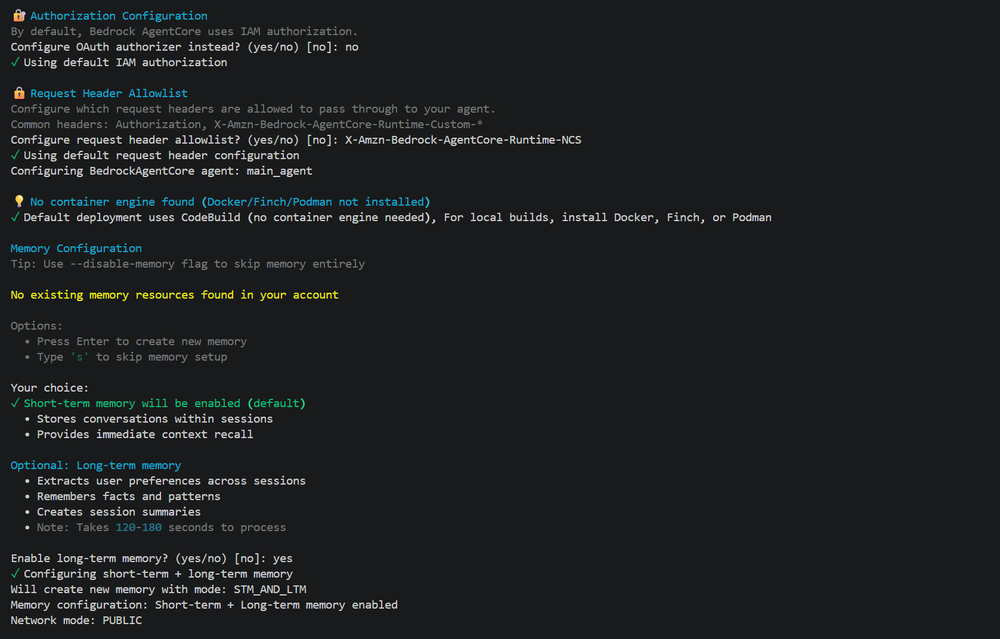 🔐 Authorization Configuration
By default, Bedrock AgentCore uses IAM authorization.
Configure OAuth authorizer instead? (yes/no) [no]: no
✓ Using default IAM authorization
🔒 Request Header Allowlist
Configure which request headers are allowed to pass through to your agent.
Common headers: Authorization, X-Amzn-Bedrock-AgentCore-Runtime-Custom-*
Configure request header allowlist? (yes/no) [no]: X-Amzn-Bedrock-AgentCore-Runtime-NCS
✓ Using default request header configuration
Configuring BedrockAgentCore agent: main_agent
💡 No container engine found (Docker/Finch/Podman not installed)
✓ Default deployment uses CodeBuild (no container engine needed), For local builds, install Docker, Finch, or Podman
Memory Configuration
Tip: Use --disable-memory flag to skip memory entirely
No existing memory resources found in your account
Options:
• Press Enter to create new memory
• Type 's' to skip memory setup
Your choice:
✓ Short-term memory will be enabled (default)
• Stores conversations within sessions
• Provides immediate context recall
Optional: Long-term memory
• Extracts user preferences across sessions
• Remembers facts and patterns
• Creates session summaries
• Note: Takes 120-180 seconds to process
Enable long-term memory? (yes/no) [no]: yes
✓ Configuring short-term + long-term memory
Will create new memory with mode: STM_AND_LTM
Memory configuration: Short-term + Long-term memory enabled
Network mode: PUBLIC